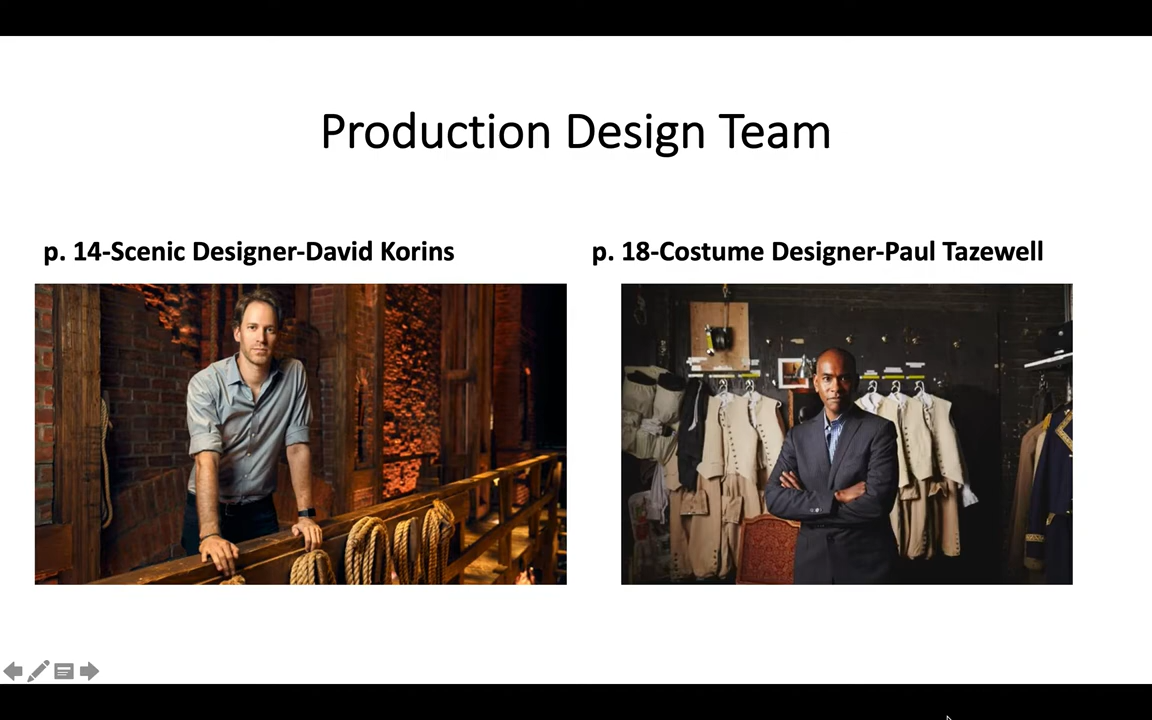 Production Design Team
p. 14-Scenic Designer-David Korins
p. 18-Costume Designer-Paul Tazewell